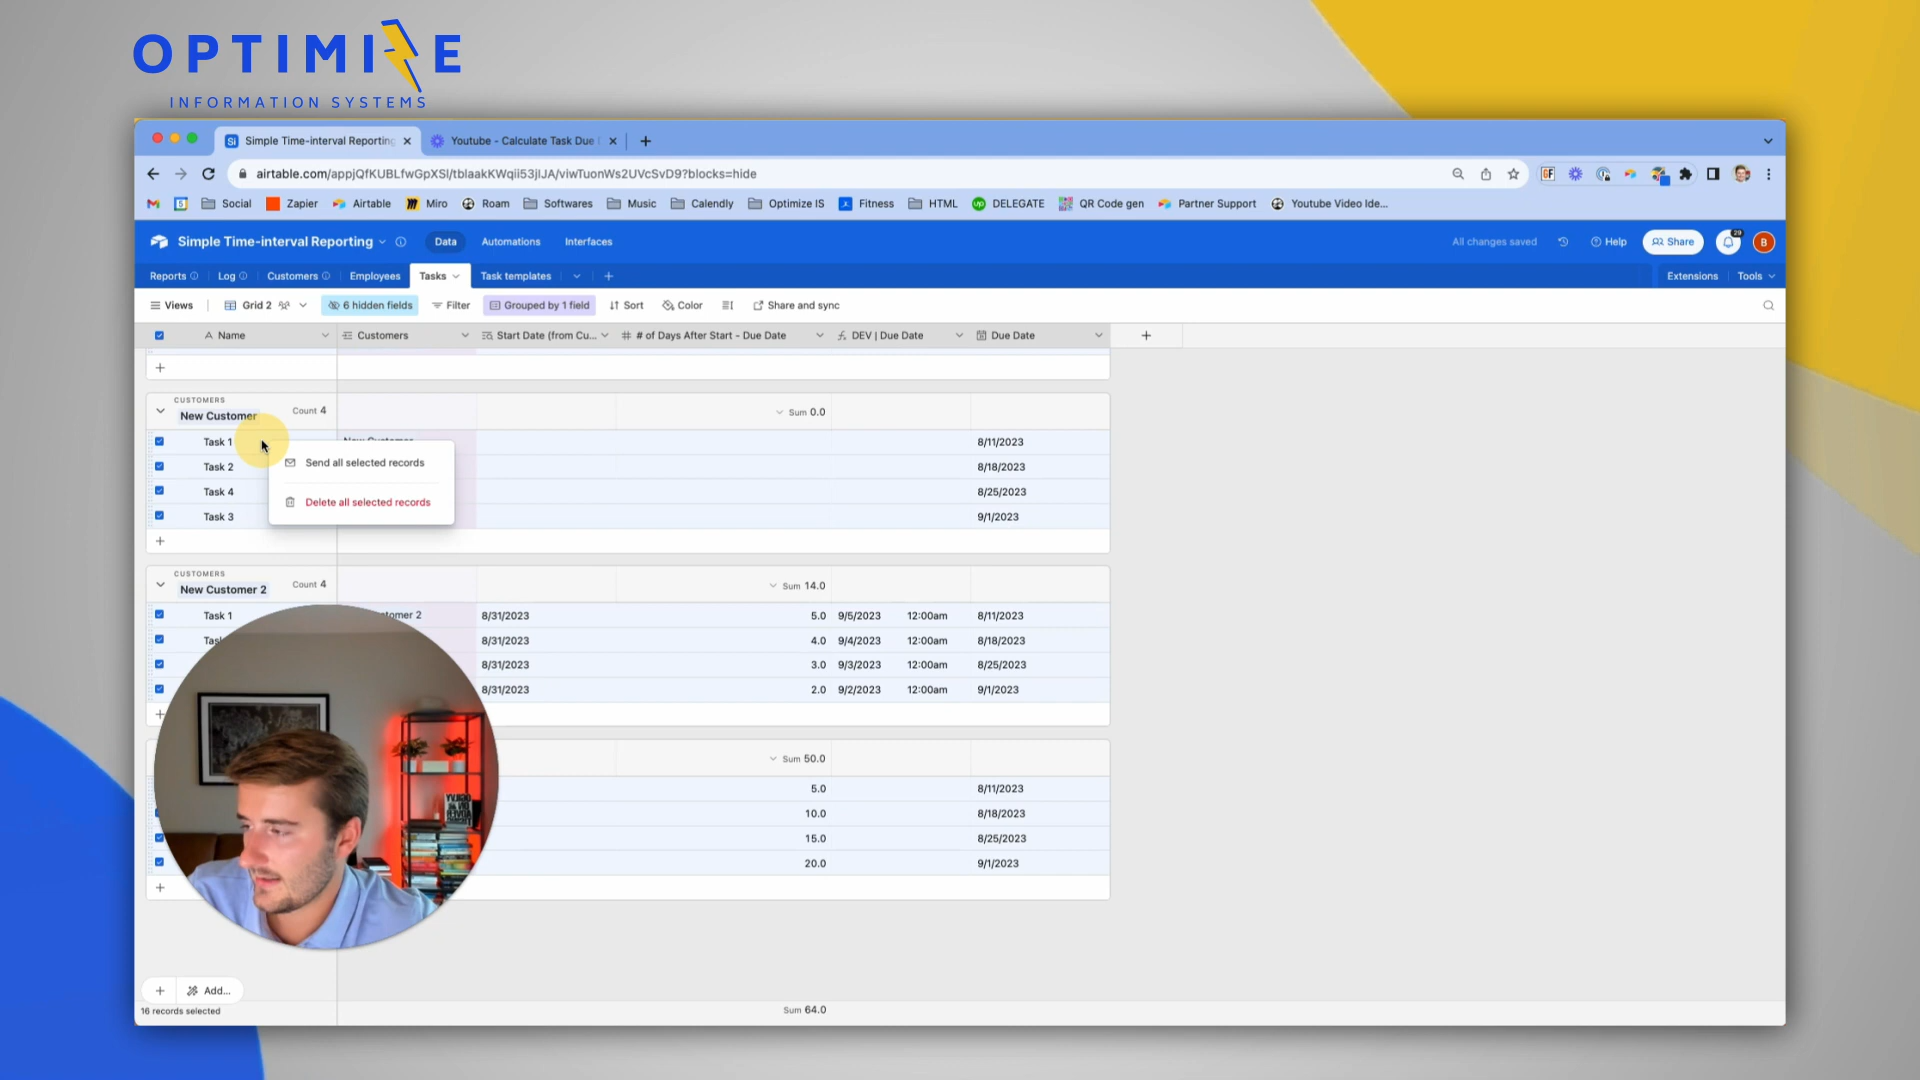 OPTIMIZE
INFORMATION SYSTEMS
Simple Time-interval Reporting
Youtube - Calculate Task Due
airtable.com/appjQfKUBLfwGpXSI/tblaakKWqii53jIJA/viwTuonWs2UVcSvD9?blocks=hide
Social Zapier Airtable Miro Roam Softwares Music Calendly Optimize IS Fitness HTML DELEGATE QR Code gen Partner Support Youtube Video Ide...
Simple Time-interval Reporting Data Automations Interfaces All changes saved Help Share 29 B
Reports Log Customers Employees Tasks Task templates Extensions Tools
Views Grid 2 6 hidden fields Filter Grouped by 1 field Sort Color Share and sync
Name Customers Start Date (from Cu... # of Days After Start - Due Date DEV | Due Date Due Date
CUSTOMERS
New Customer Count 4 Sum 0.0
Task 1 New Customer 8/11/2023
Task 2 8/18/2023
Task 4 8/25/2023
Task 3 9/1/2023
Send all selected records
Delete all selected records
CUSTOMERS
New Customer 2 Count 4 Sum 14.0
Task 1 8/31/2023 5.0 9/5/2023 12:00am 8/11/2023
8/31/2023 4.0 9/4/2023 12:00am 8/18/2023
8/31/2023 3.0 9/3/2023 12:00am 8/25/2023
8/31/2023 2.0 9/2/2023 12:00am 9/1/2023
Sum 50.0
5.0 8/11/2023
10.0 8/18/2023
15.0 8/25/2023
20.0 9/1/2023
Add...
16 records selected Sum 64.0